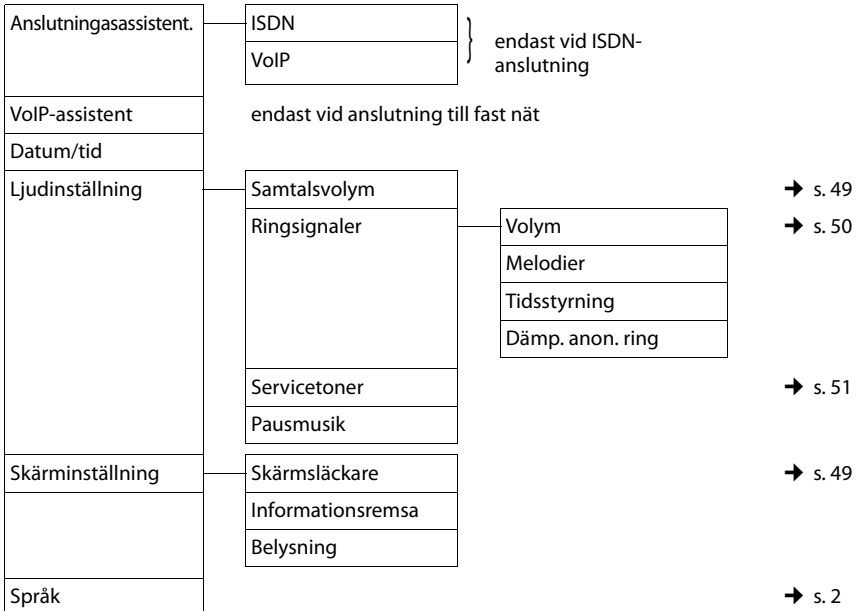 Anslutningasassistent. ISDN
VoIP
endast vid ISDN-
anslutning
VoIP-assistent endast vid anslutning till fast nät
Datum/tid
Ljudinställning Samtalsvolym ➔ s. 49
Ringsignaler Volym ➔ s. 50
Melodier
Tidsstyrning
Dämp. anon. ring
Servicetoner ➔ s. 51
Pausmusik
Skärminställning Skärmsläckare ➔ s. 49
Informationsremsa
Belysning
Språk ➔ s. 2